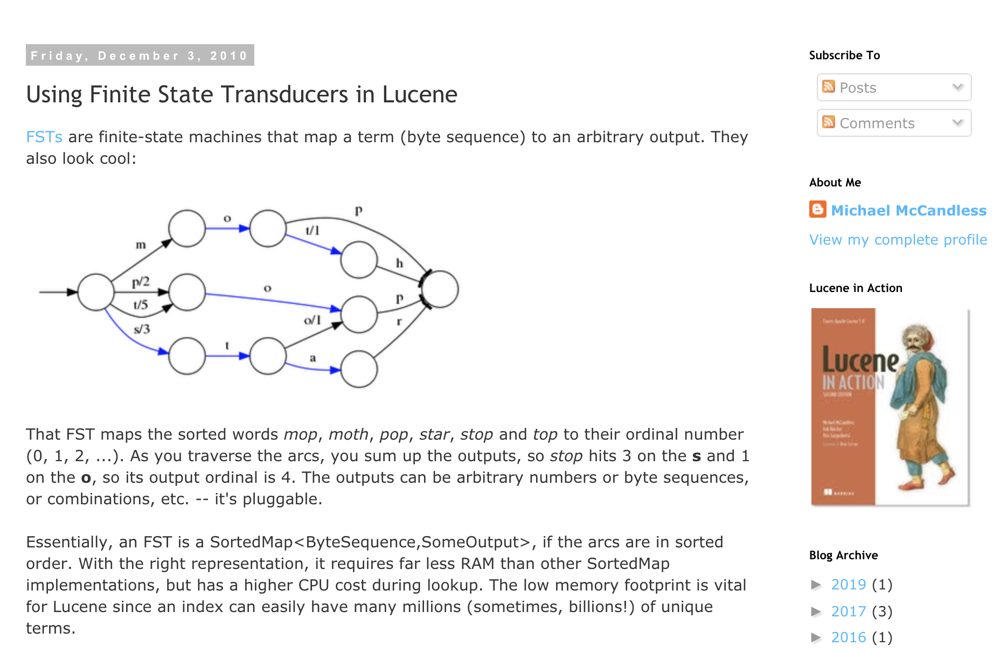 Friday, December 3, 2010
Using Finite State Transducers in Lucene
FSTs are finite-state machines that map a term (byte sequence) to an arbitrary output. They
also look cool:
p
o
t/1
m
h
p/2
o
p
t/5
o/1
r
s/3
t
a
That FST maps the sorted words mop, moth, pop, star, stop and top to their ordinal number
(0, 1, 2, ...). As you traverse the arcs, you sum up the outputs, so stop hits 3 on the s and 1
on the o, so its output ordinal is 4. The outputs can be arbitrary numbers or byte sequences,
or combinations, etc. -- it's pluggable.
Essentially, an FST is a SortedMap<ByteSequence,SomeOutput>, if the arcs are in sorted
order. With the right representation, it requires far less RAM than other SortedMap
implementations, but has a higher CPU cost during lookup. The low memory footprint is vital
for Lucene since an index can easily have many millions (sometimes, billions!) of unique
terms.
Subscribe To
Posts
Comments
About Me
Michael McCandless
View my complete profile
Lucene in Action
Lucene
IN ACTION
SECOND EDITION
Michael McCandless
MANNING
Blog Archive
► 2019 (1)
► 2017 (3)
► 2016 (1)